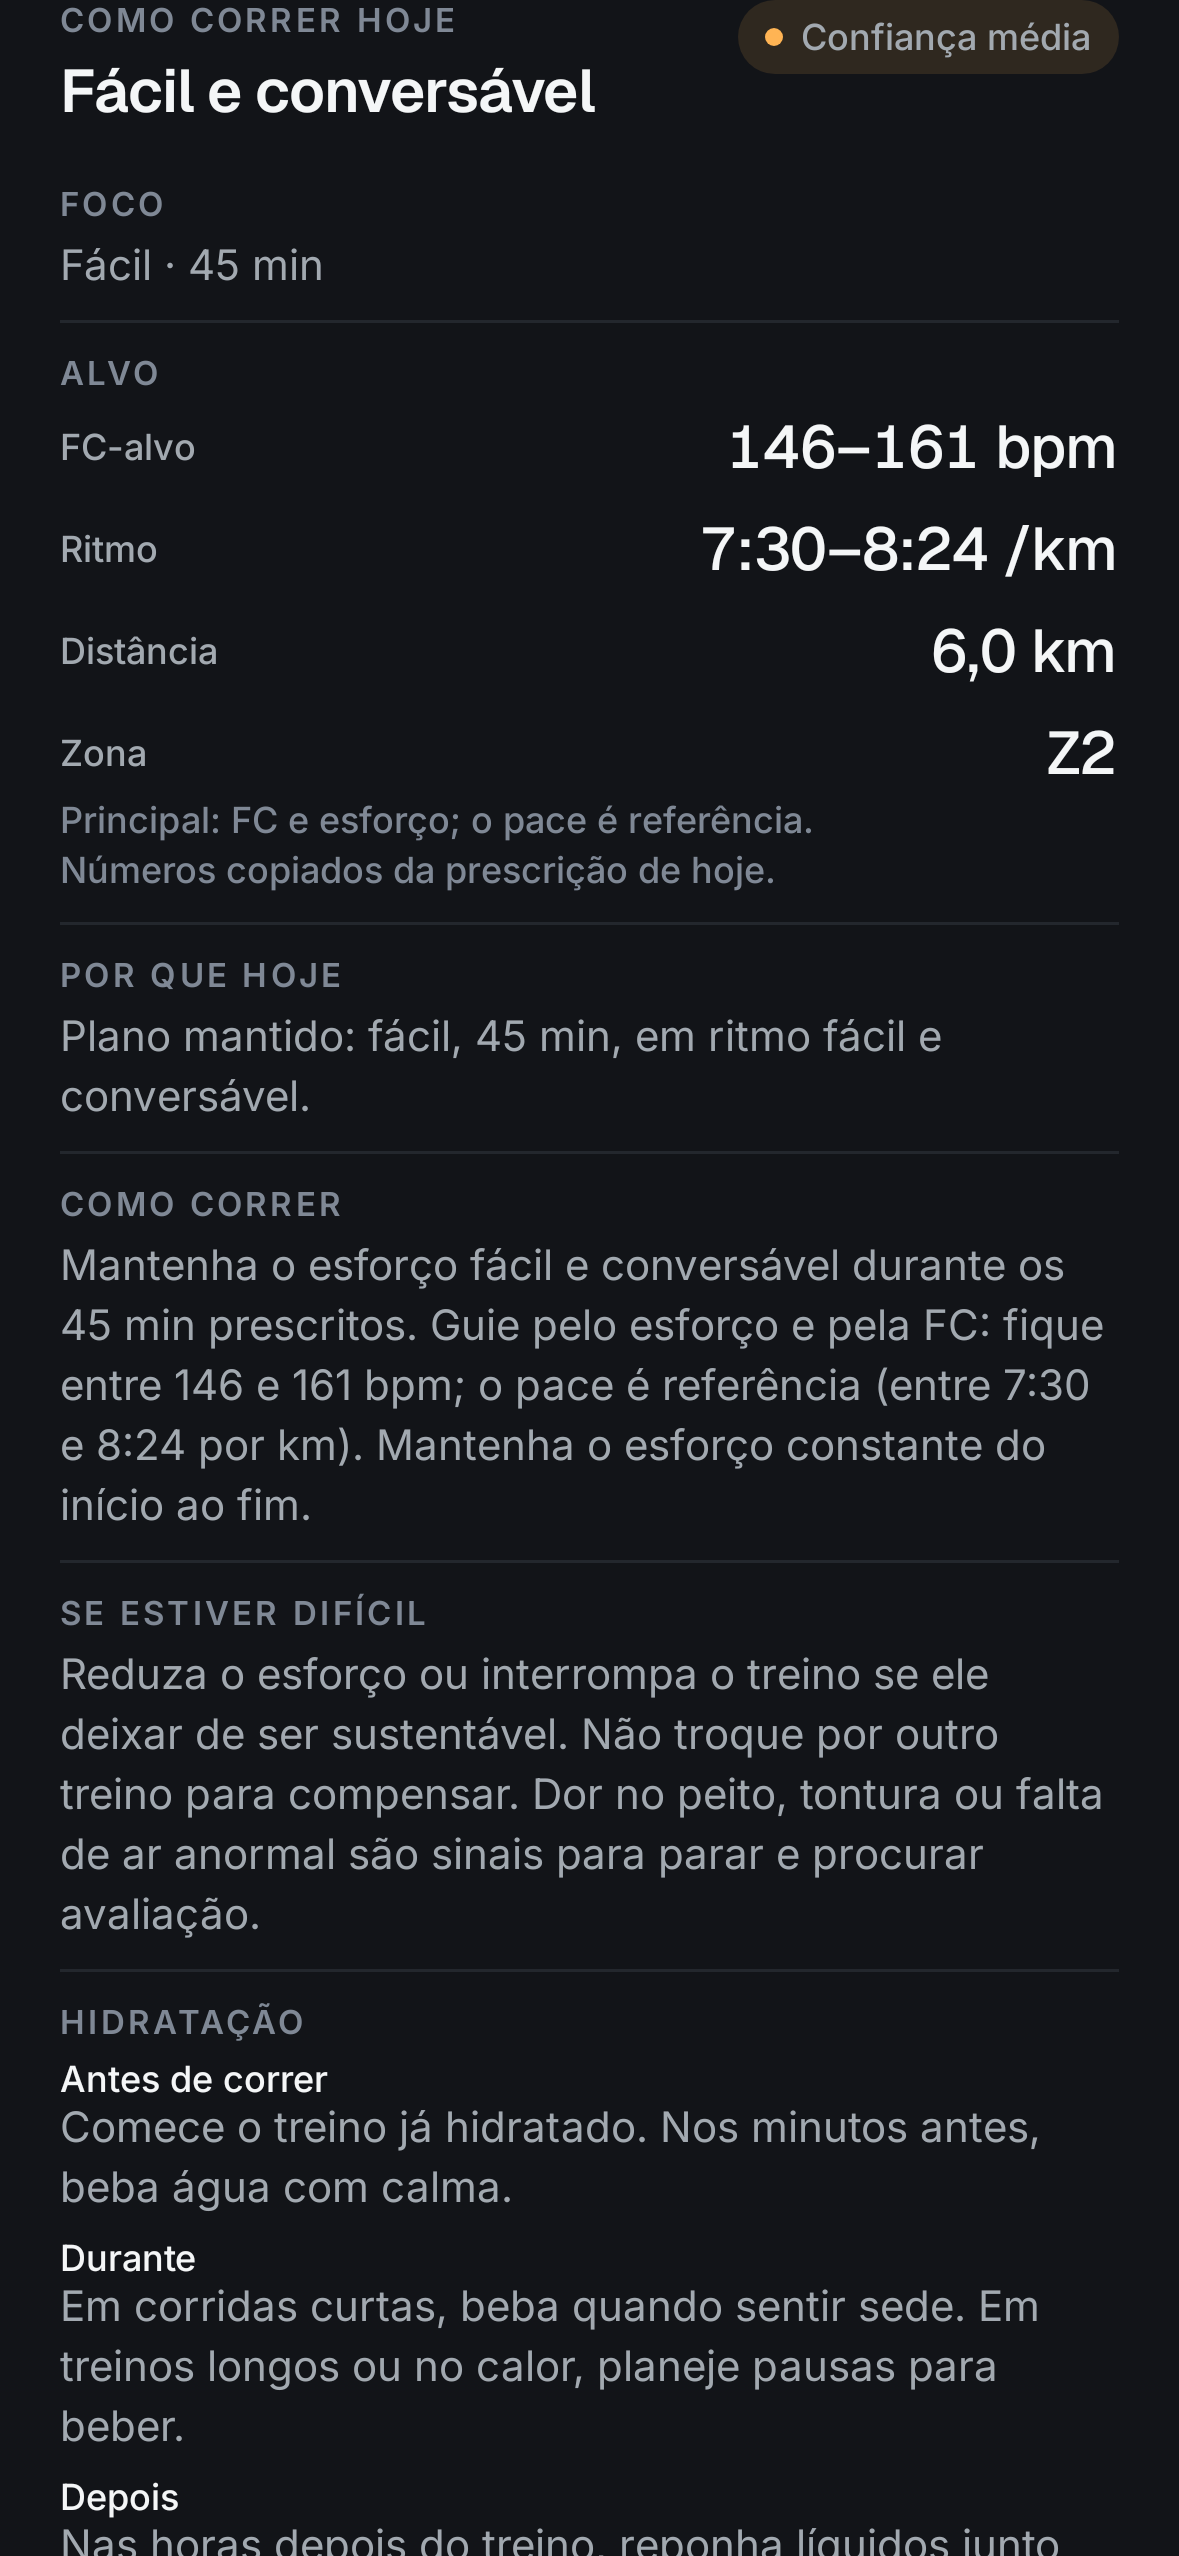 COMO CORRER HOJE
Confiança média
Fácil e conversável
FOCO
Fácil · 45 min
ALVO
FC-alvo
146–161 bpm
Ritmo
7:30–8:24 /km
Distância
6,0 km
Zona
Z2
Principal: FC e esforço; o pace é referência.
Números copiados da prescrição de hoje.
POR QUE HOJE
Plano mantido: fácil, 45 min, em ritmo fácil e
conversável.
COMO CORRER
Mantenha o esforço fácil e conversável durante os
45 min prescritos. Guie pelo esforço e pela FC: fique
entre 146 e 161 bpm; o pace é referência (entre 7:30
e 8:24 por km). Mantenha o esforço constante do
início ao fim.
SE ESTIVER DIFÍCIL
Reduza o esforço ou interrompa o treino se ele
deixar de ser sustentável. Não troque por outro
treino para compensar. Dor no peito, tontura ou falta
de ar anormal são sinais para parar e procurar
avaliação.
HIDRATAÇÃO
Antes de correr
Comece o treino já hidratado. Nos minutos antes,
beba água com calma.
Durante
Em corridas curtas, beba quando sentir sede. Em
treinos longos ou no calor, planeje pausas para
beber.
Depois
Nas horas depois do treino, reponha líquidos junto